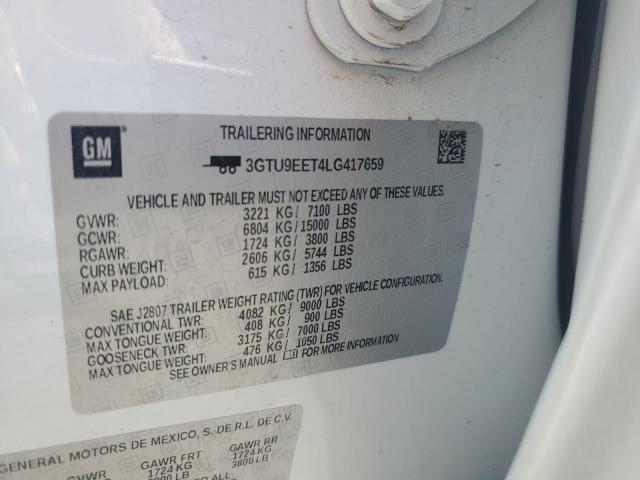 GM
TRAILERING INFORMATION
3GTU9EET4LG417659
VEHICLE AND TRAILER MUST NOT EXCEED ANY OF THESE VALUES.
GVWR: 3221 KG/ 7100 LBS
GCWR: 6804 KG/15000 LBS
RGAWR: 1724 KG/ 3800 LBS
CURB WEIGHT: 2606 KG/ 5744 LBS
MAX PAYLOAD: 615 KG/ 1356 LBS
SAE J2807 TRAILER WEIGHT RATING (TWR) FOR VEHICLE CONFIGURATION.
CONVENTIONAL TWR: 4082 KG/ 9000 LBS
MAX TONGUE WEIGHT: 408 KG/ 900 LBS
GOOSENECK TWR: 3175 KG/ 7000 LBS
MAX TONGUE WEIGHT: 476 KG/ 1050 LBS
SEE OWNER'S MANUAL FOR MORE INFORMATION
GENERAL MOTORS DE MEXICO, S. DE R.L. DE C.V.
GVWR GAWR FRT GAWR RR
1724 KG 1724 KG
3800 LB 3800 LB